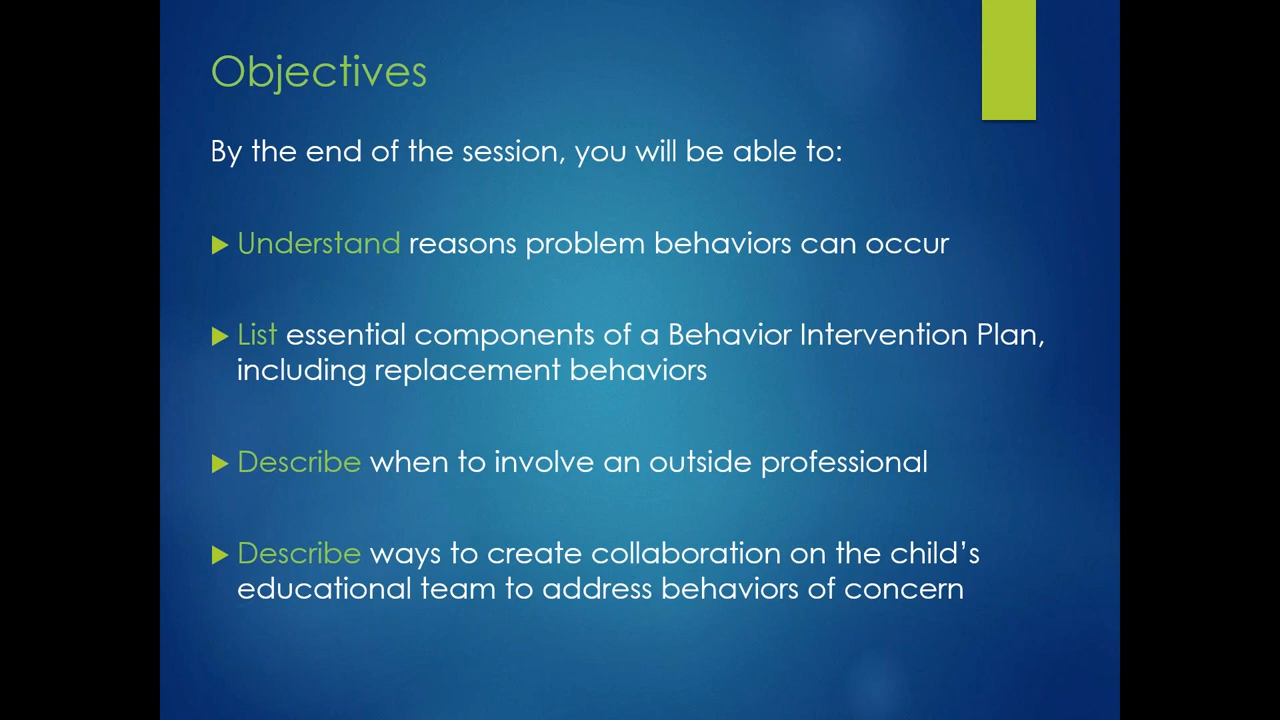 Objectives
By the end of the session, you will be able to:
Understand reasons problem behaviors can occur
List essential components of a Behavior Intervention Plan,
including replacement behaviors
Describe when to involve an outside professional
Describe ways to create collaboration on the child’s
educational team to address behaviors of concern